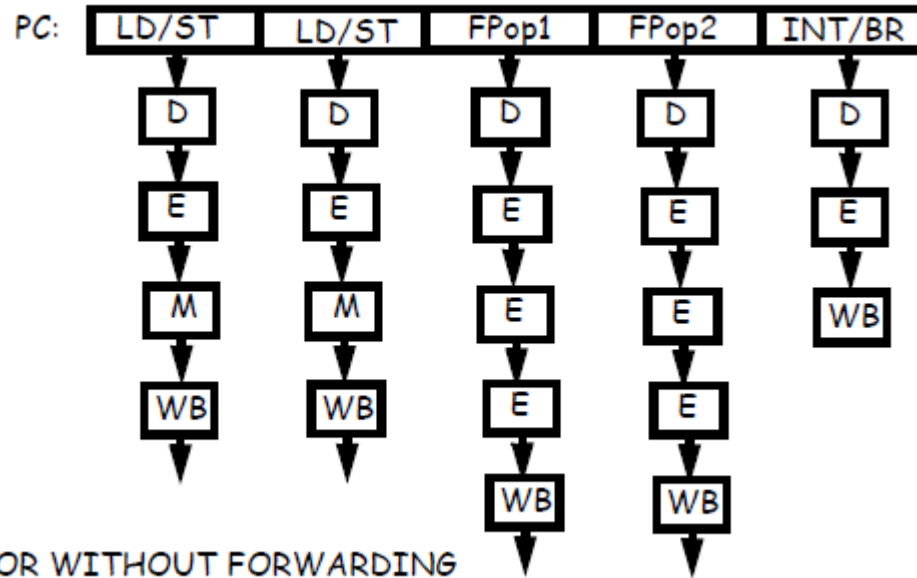 PC: LD/ST LD/ST FPop1 FPop2 INT/BR
D D D D D
E E E E E
M M E E WB
WB WB E E
WB WB
OR WITHOUT FORWARDING